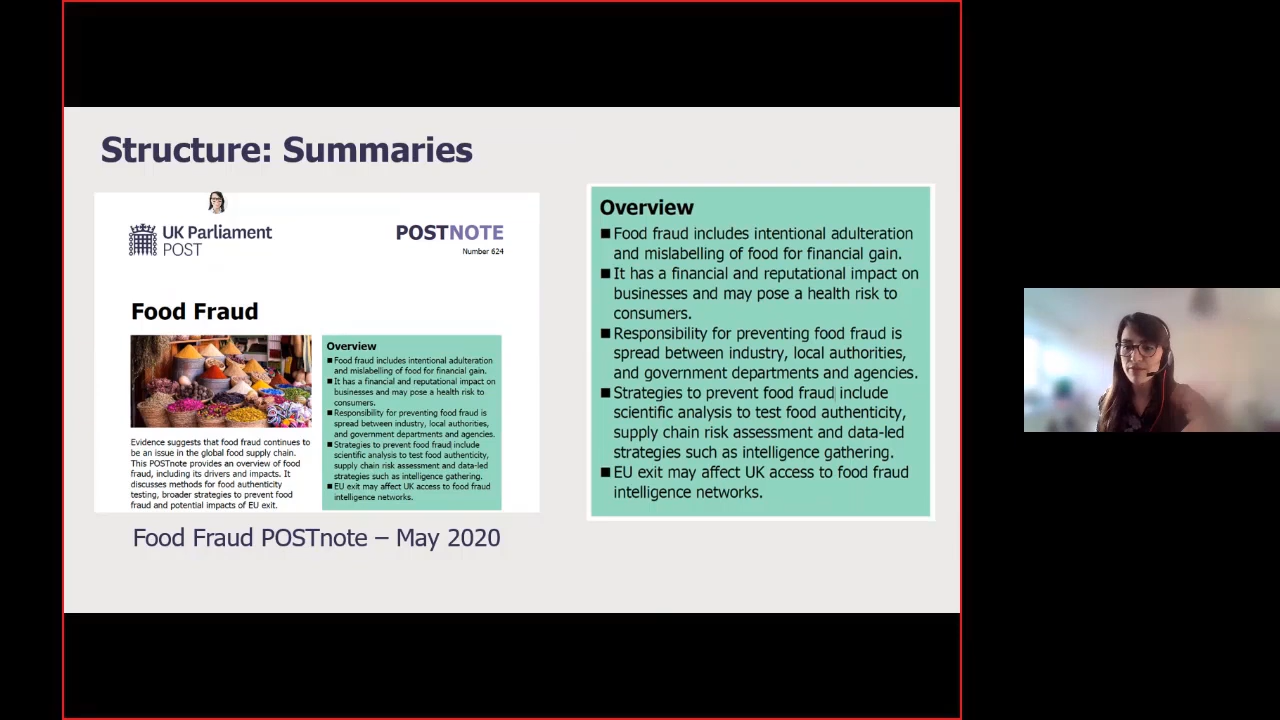 Structure: Summaries
UK Parliament
POST
POSTNOTE
Number 624
Food Fraud
Evidence suggests that food fraud continues to
be an issue in the global food supply chain.
This POSTnote provides an overview of food
fraud, including its drivers and impacts. It
discusses methods for food authenticity
testing, broader strategies to prevent food
fraud and potential impacts of EU exit.
Overview
■ Food fraud includes intentional adulteration
and mislabelling of food for financial gain.
■ It has a financial and reputational impact on
businesses and may pose a health risk to
consumers.
■ Responsibility for preventing food fraud is
spread between industry, local authorities,
and government departments and agencies.
■ Strategies to prevent food fraud include
scientific analysis to test food authenticity,
supply chain risk assessment and data-led
strategies such as intelligence gathering.
■ EU exit may affect UK access to food fraud
intelligence networks.
Food Fraud POSTnote – May 2020
Overview
■ Food fraud includes intentional adulteration
and mislabelling of food for financial gain.
■ It has a financial and reputational impact on
businesses and may pose a health risk to
consumers.
■ Responsibility for preventing food fraud is
spread between industry, local authorities,
and government departments and agencies.
■ Strategies to prevent food fraud include
scientific analysis to test food authenticity,
supply chain risk assessment and data-led
strategies such as intelligence gathering.
■ EU exit may affect UK access to food fraud
intelligence networks.